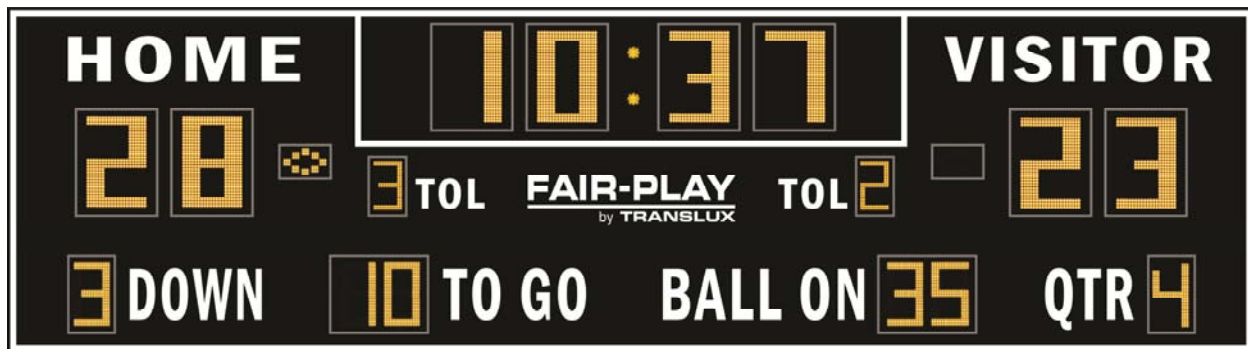 HOME 10:37 VISITOR
28 23
3 TOL FAIR-PLAY TOL 2
by TRANSLUX
3 DOWN 10 TO GO BALL ON 35 QTR 4